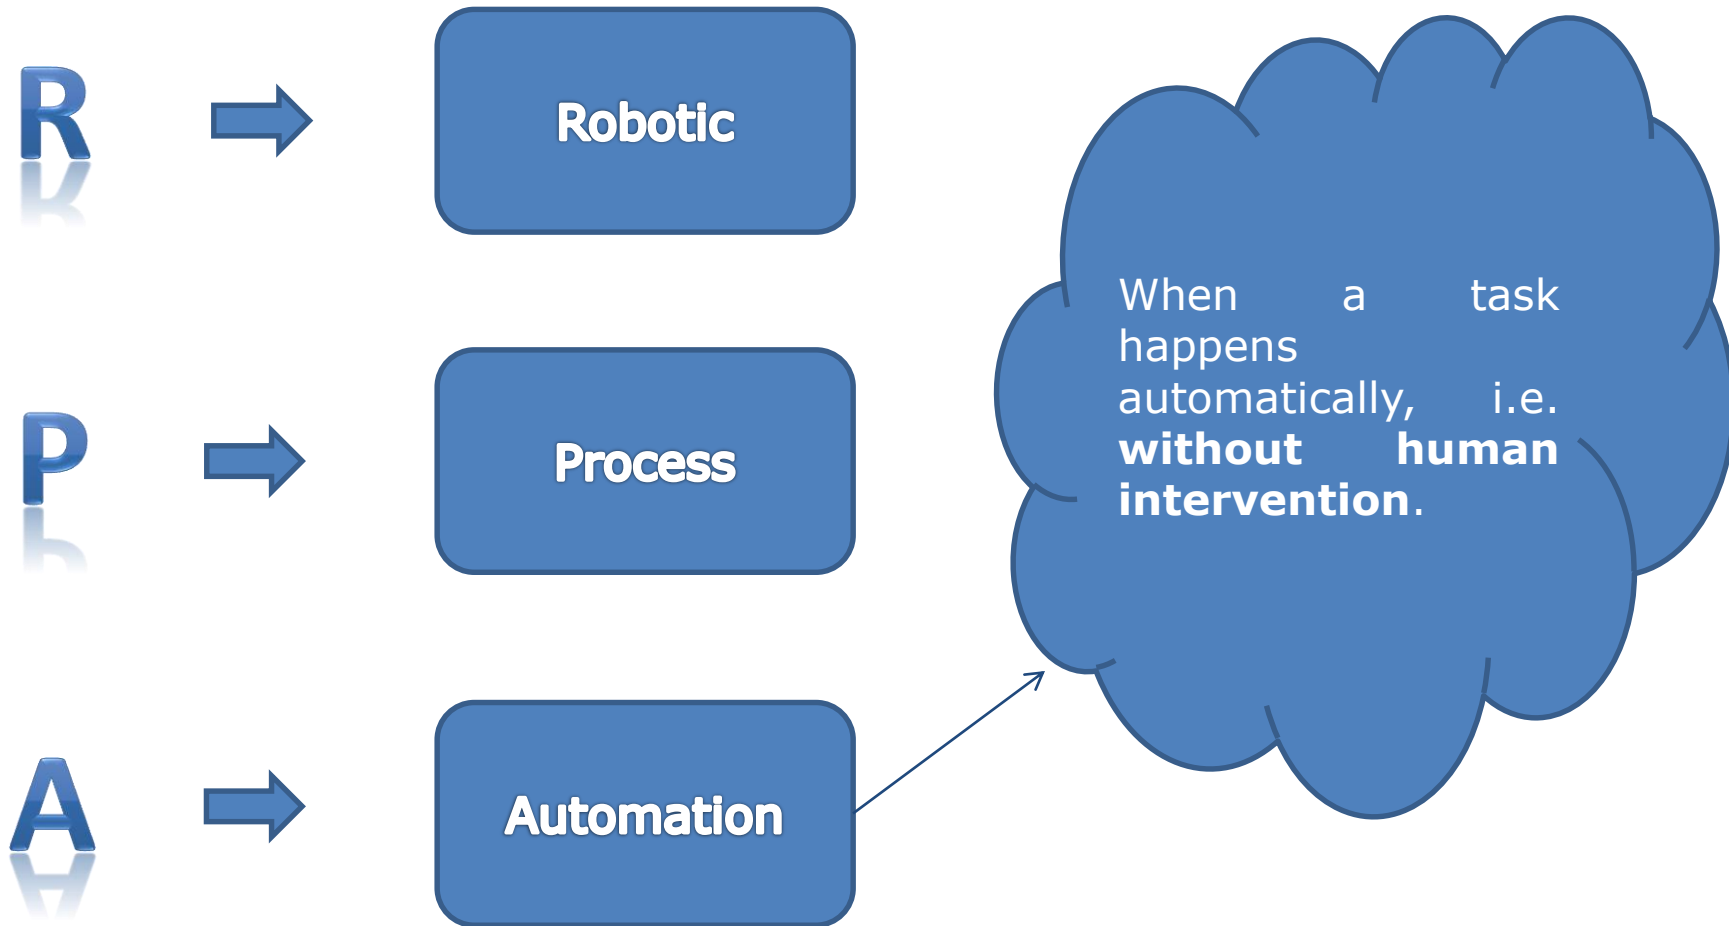 R
Robotic
P
Process
A
Automation
When a task
happens
automatically, i.e.
without human
intervention.